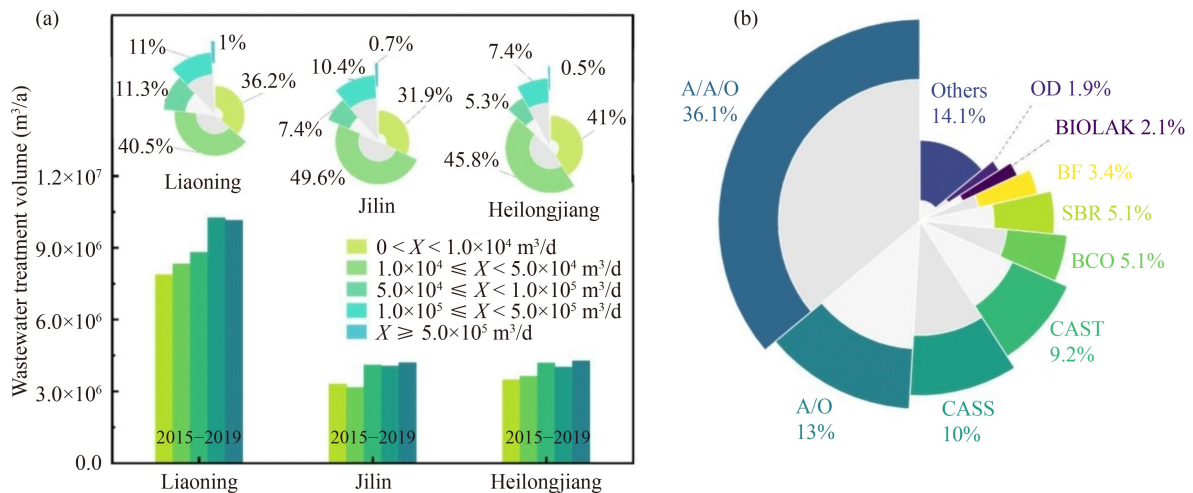 (a)
11%
1%
11.3%
36.2%
40.5%
Liaoning
0.7%
10.4%
31.9%
7.4%
49.6%
Jilin
7.4%
0.5%
5.3%
41%
45.8%
Heilongjiang
Wastewater treatment volume (m³/a)
1.2×10⁷
9.0×10⁶
6.0×10⁶
3.0×10⁶
0.0
0 < X < 1.0×10⁴ m³/d
1.0×10⁴ ⩽ X < 5.0×10⁴ m³/d
5.0×10⁴ ⩽ X < 1.0×10⁵ m³/d
1.0×10⁵ ⩽ X < 5.0×10⁵ m³/d
X ⩾ 5.0×10⁵ m³/d
2015−2019
2015−2019
2015−2019
Liaoning
Jilin
Heilongjiang
(b)
A/A/O
36.1%
Others
14.1%
OD 1.9%
BIOLAK 2.1%
BF 3.4%
SBR 5.1%
BCO 5.1%
CAST
9.2%
CASS
10%
A/O
13%